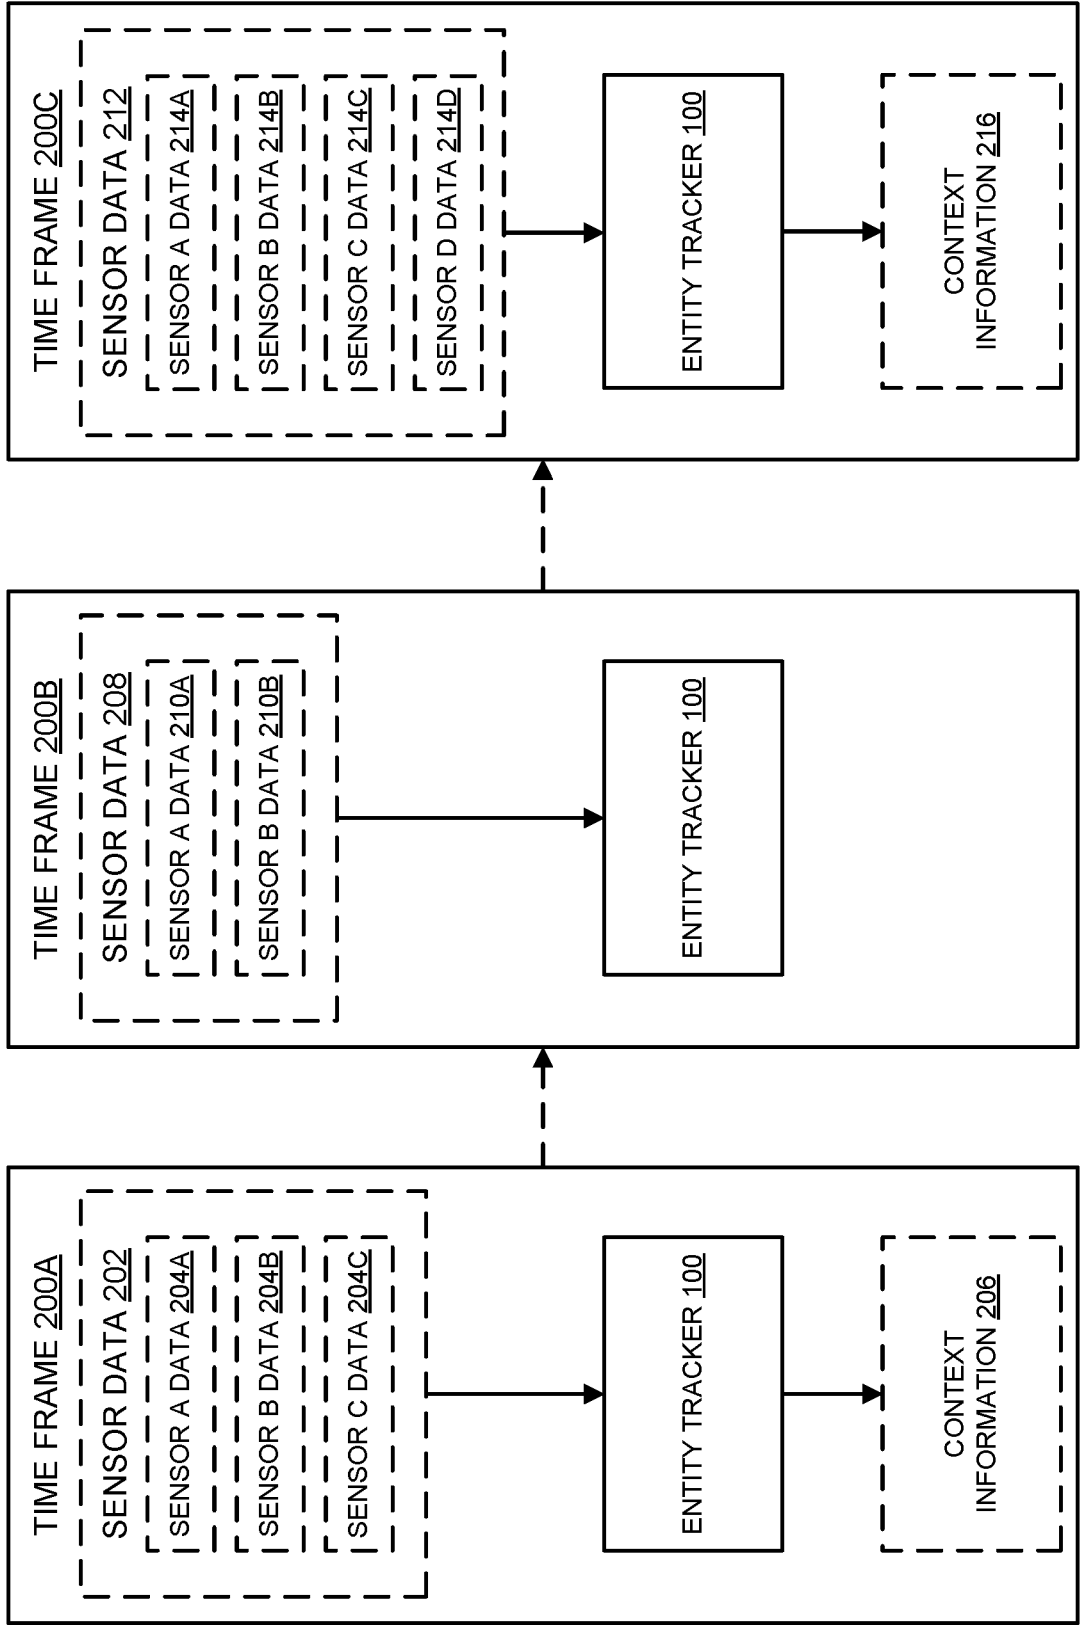 TIME FRAME 200A
SENSOR DATA 202
SENSOR A DATA 204A
SENSOR B DATA 204B
SENSOR C DATA 204C
ENTITY TRACKER 100
CONTEXT
INFORMATION 206
TIME FRAME 200B
SENSOR DATA 208
SENSOR A DATA 210A
SENSOR B DATA 210B
ENTITY TRACKER 100
TIME FRAME 200C
SENSOR DATA 212
SENSOR A DATA 214A
SENSOR B DATA 214B
SENSOR C DATA 214C
SENSOR D DATA 214D
ENTITY TRACKER 100
CONTEXT
INFORMATION 216